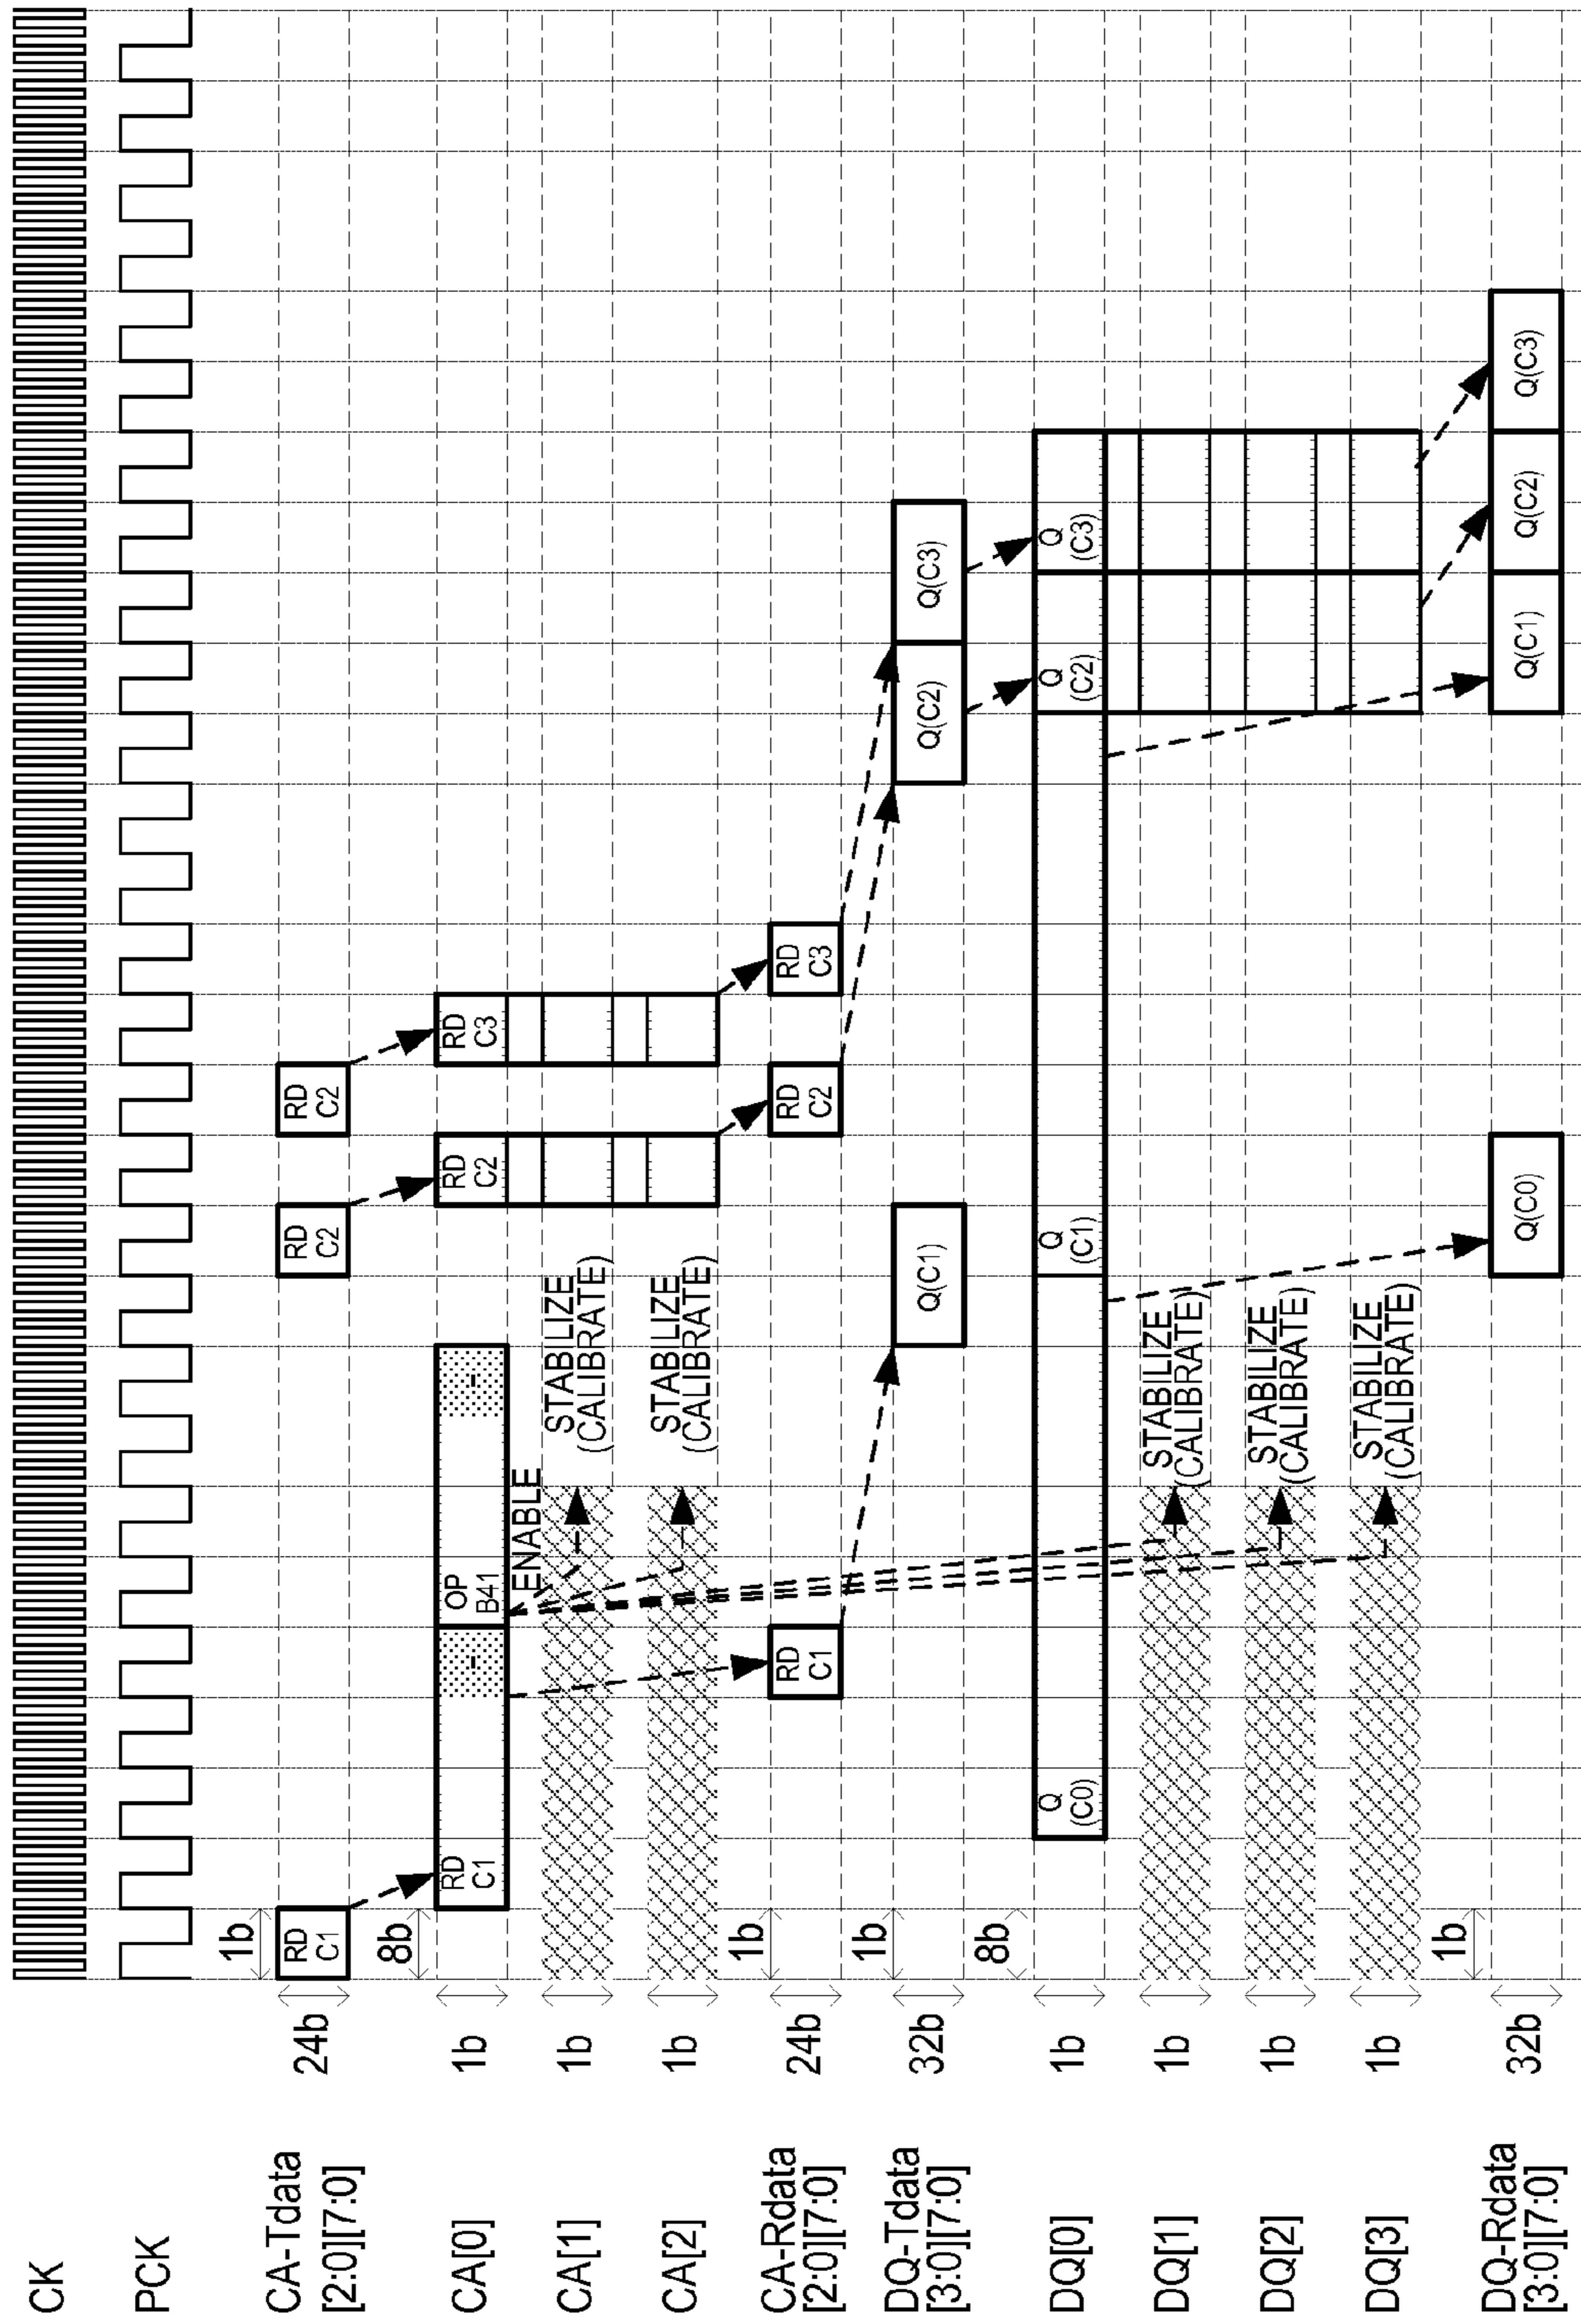 CK
PCK
CA-Tdata
[2:0][7:0]
24b
1b
RD
C1
RD
C2
RD
C2
CA[0]
1b
8b
RD
C1
-
OP
B41
-
RD
C2
RD
C3
ENABLE
CA[1]
1b
STABILIZE
(CALIBRATE)
CA[2]
1b
STABILIZE
(CALIBRATE)
CA-Rdata
[2:0][7:0]
24b
1b
RD
C1
RD
C2
RD
C3
DQ-Tdata
[3:0][7:0]
32b
1b
Q(C1)
Q(C2)
Q(C3)
DQ[0]
1b
8b
Q
(C0)
Q
(C1)
Q
(C2)
Q
(C3)
DQ[1]
1b
STABILIZE
(CALIBRATE)
DQ[2]
1b
STABILIZE
(CALIBRATE)
DQ[3]
1b
STABILIZE
(CALIBRATE)
DQ-Rdata
[3:0][7:0]
32b
1b
Q(C0)
Q(C1)
Q(C2)
Q(C3)